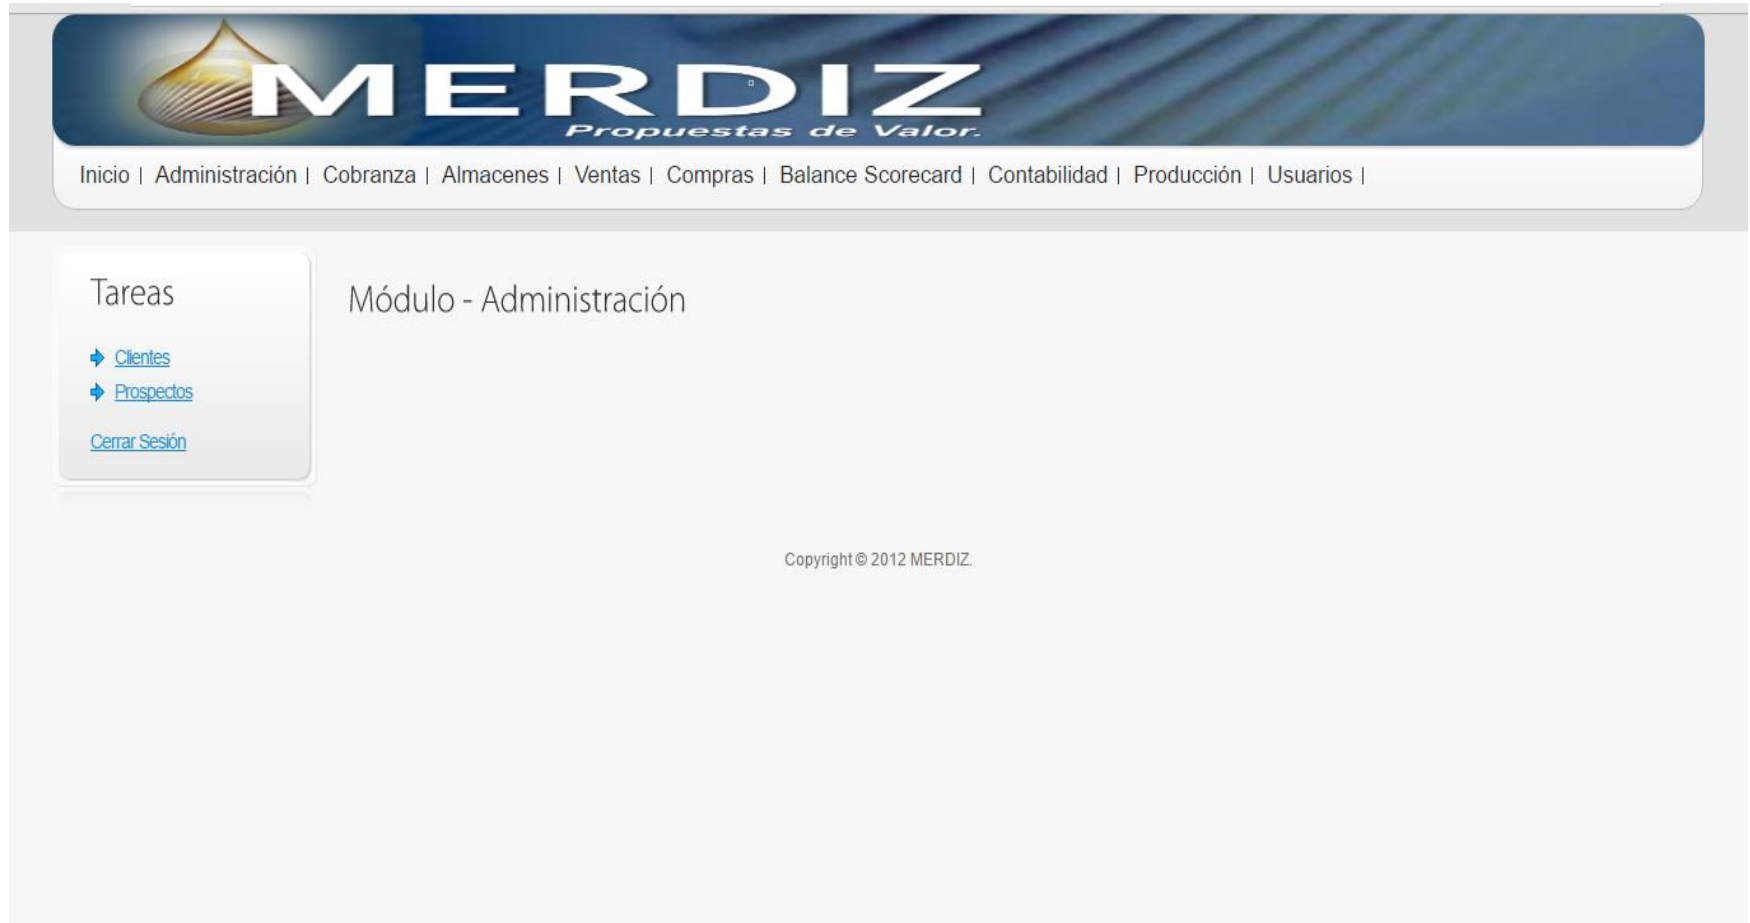 MERDIZ
Propuestas de Valor.
Inicio | Administración | Cobranza | Almacenes | Ventas | Compras | Balance Scorecard | Contabilidad | Producción | Usuarios |
Tareas
Clientes
Prospectos
Cerrar Sesión
Módulo - Administración
Copyright © 2012 MERDIZ.